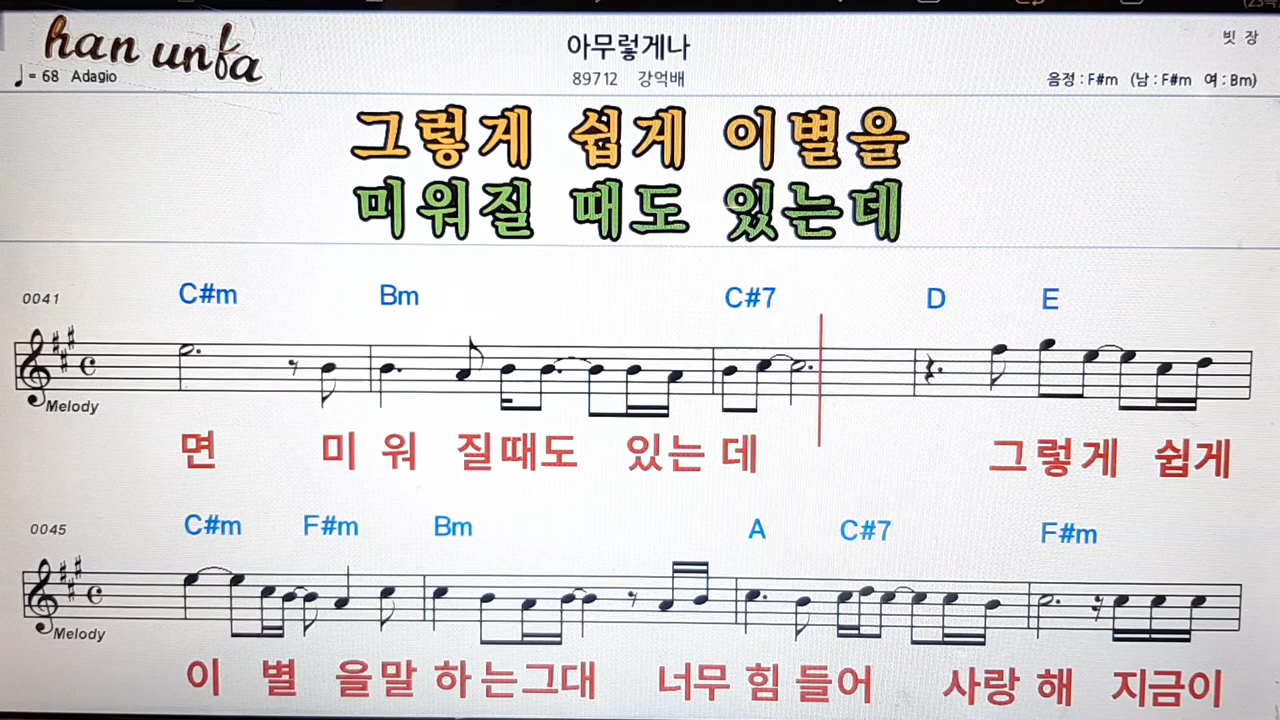 han unfa
아무렇게나
빗 장
♩= 68 Adagio
89712 강억배
음정 : F#m (남 : F#m 여 : Bm)
그렇게 쉽게 이별을
미워질 때도 있는데
0041 C#m Bm C#7 D E
Melody
면 미 워 질때도 있는 데 그렇게 쉽게
0045 C#m F#m Bm A C#7 F#m
Melody
이 별 을말 하는그대 너무 힘 들어 사랑 해 지금이